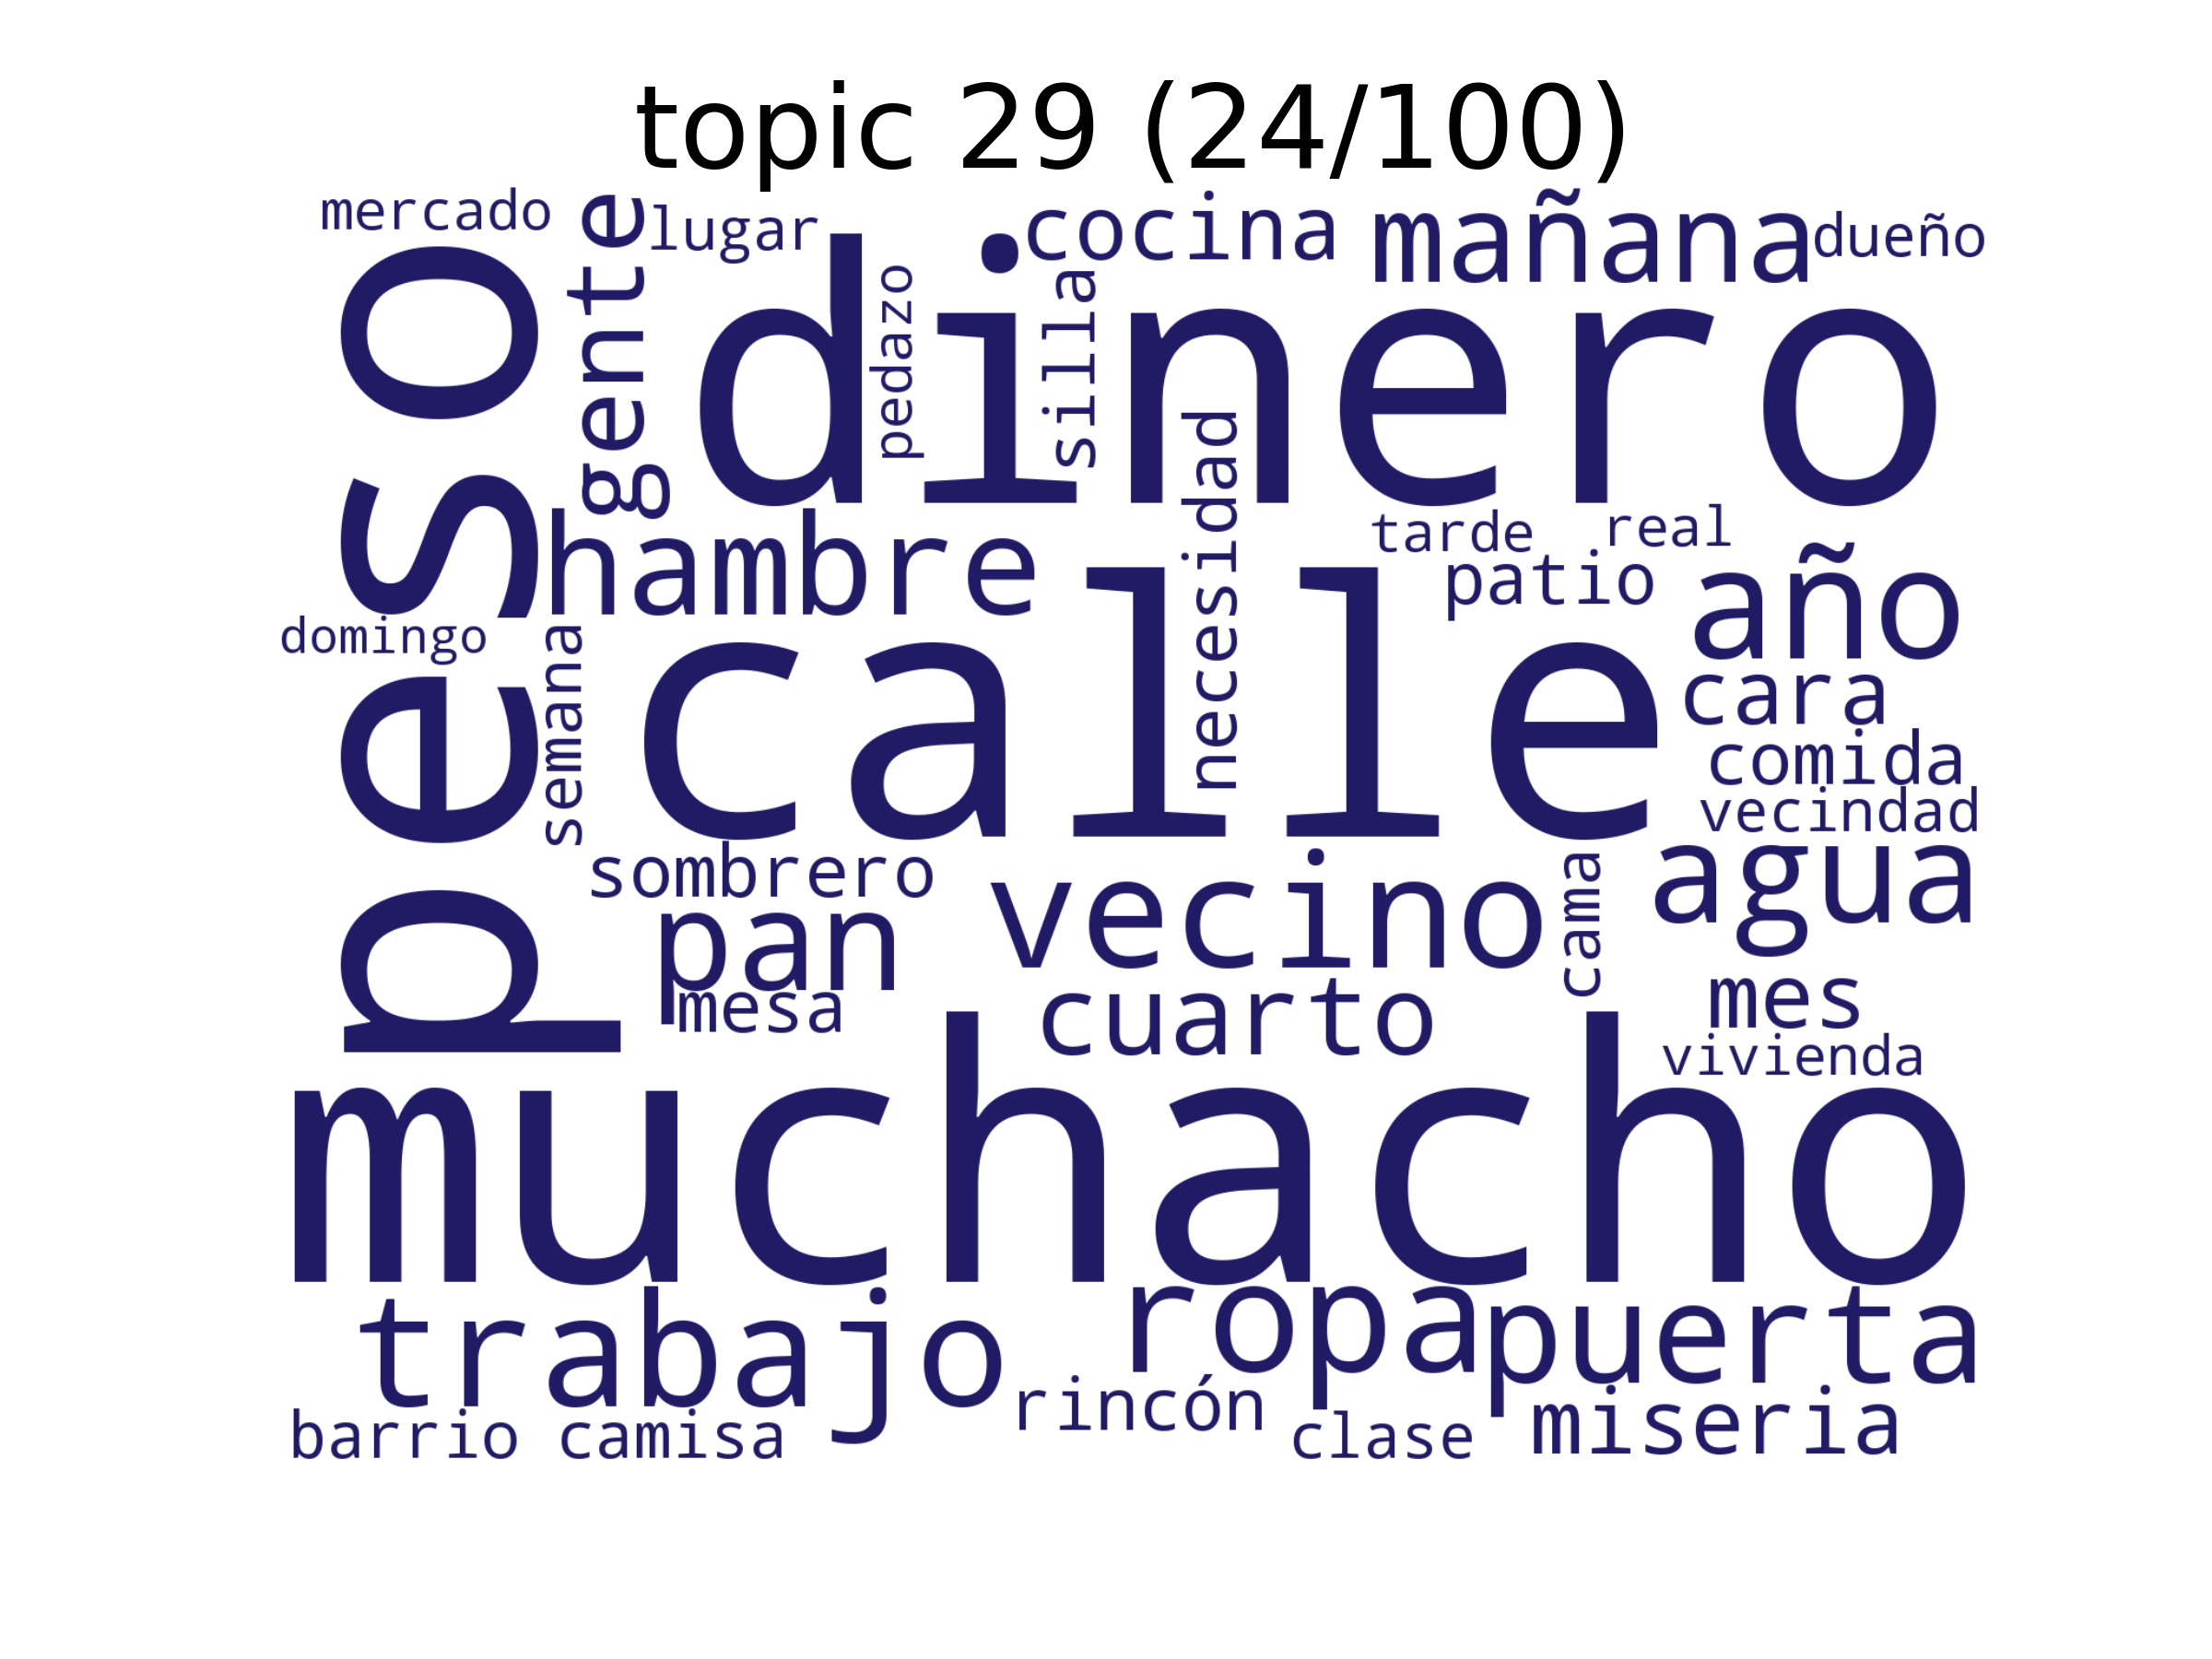 topic 29 (24/100)
mercado
gente
lugar
cocina
mañana
dueño
peso
dinero
pedazo
silla
necesidad
hambre
tarde
real
patio
año
domingo
semana
calle
cara
comida
vecindad
sombrero
vecino
cama
agua
pan
mesa
cuarto
mes
vivienda
muchacho
trabajo
ropa
puerta
rincón
miseria
barrio
camisa
clase